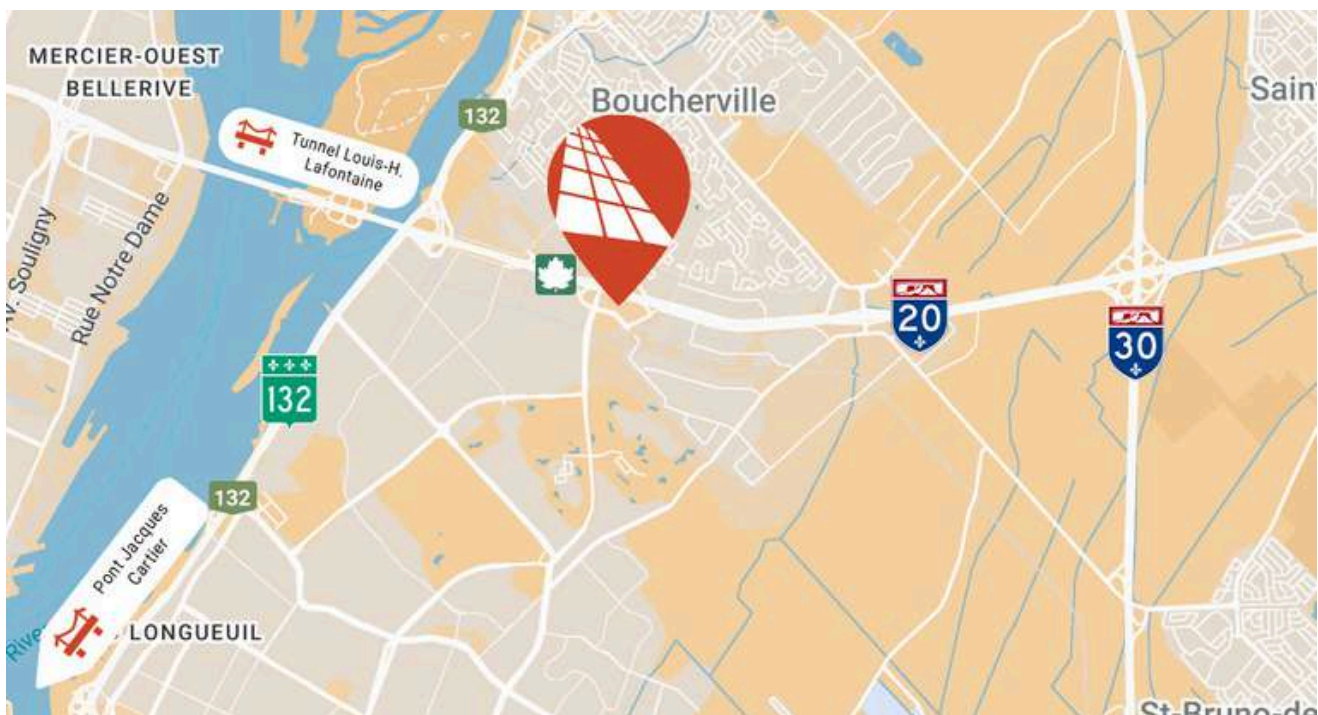 MERCIER-OUEST
BELLERIVE
Tunnel Louis-H.
Lafontaine
132
Boucherville
Rue Notre Dame
Souligny
20
30
132
132
Pont Jacques
Cartier
LONGUEUIL